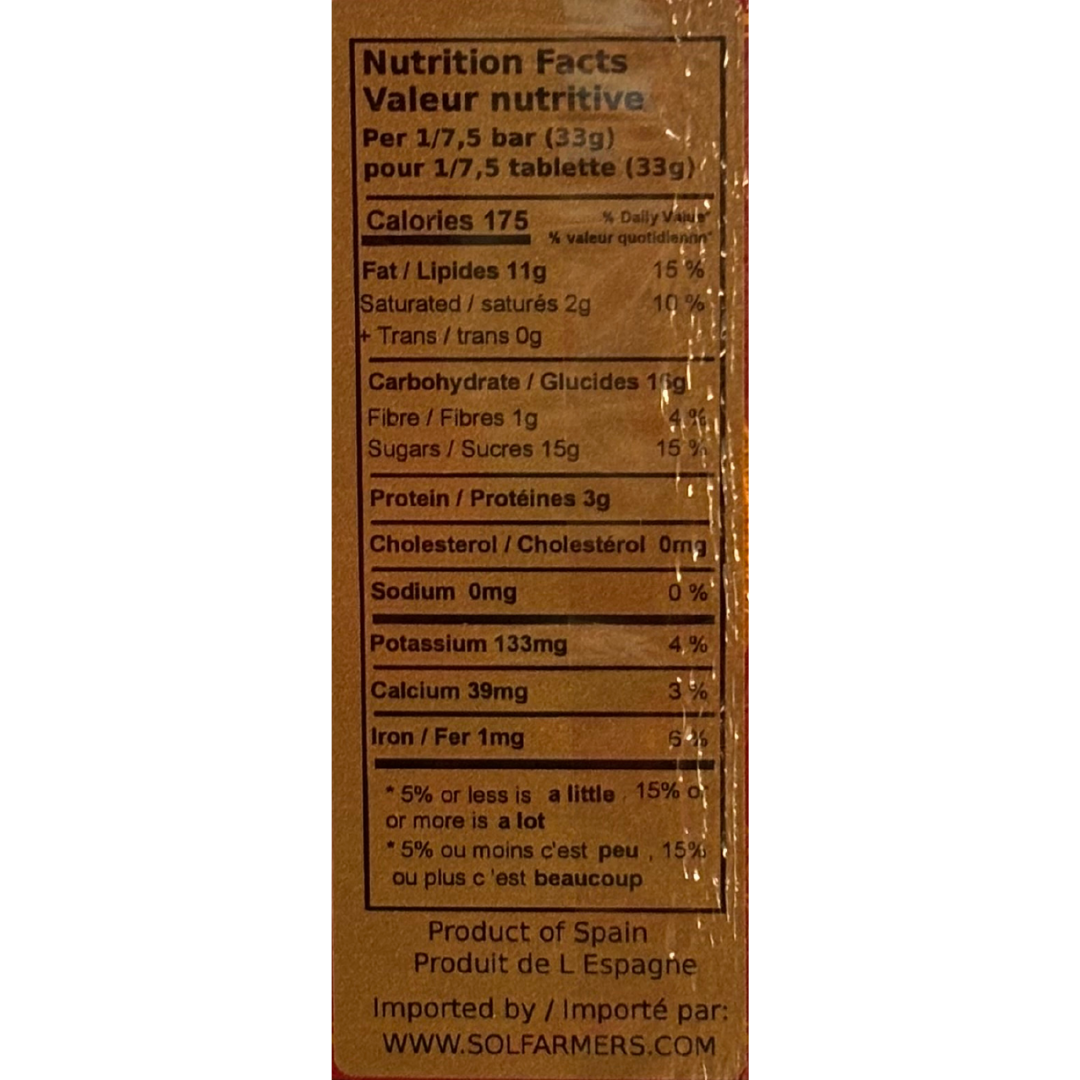 Nutrition Facts
Valeur nutritive
Per 1/7,5 bar (33g)
pour 1/7,5 tablette (33g)
Calories 175 % Daily Value*
% valeur quotidienne*
Fat / Lipides 11g 15 %
Saturated / saturés 2g 10 %
+ Trans / trans 0g
Carbohydrate / Glucides 16g
Fibre / Fibres 1g 4 %
Sugars / Sucres 15g 15 %
Protein / Protéines 3g
Cholesterol / Cholestérol 0mg
Sodium 0mg 0 %
Potassium 133mg 4 %
Calcium 39mg 3 %
Iron / Fer 1mg 6 %
* 5% or less is a little , 15% or
or more is a lot
* 5% ou moins c'est peu , 15%
ou plus c 'est beaucoup
Product of Spain
Produit de L Espagne
Imported by / Importé par:
WWW.SOLFARMERS.COM